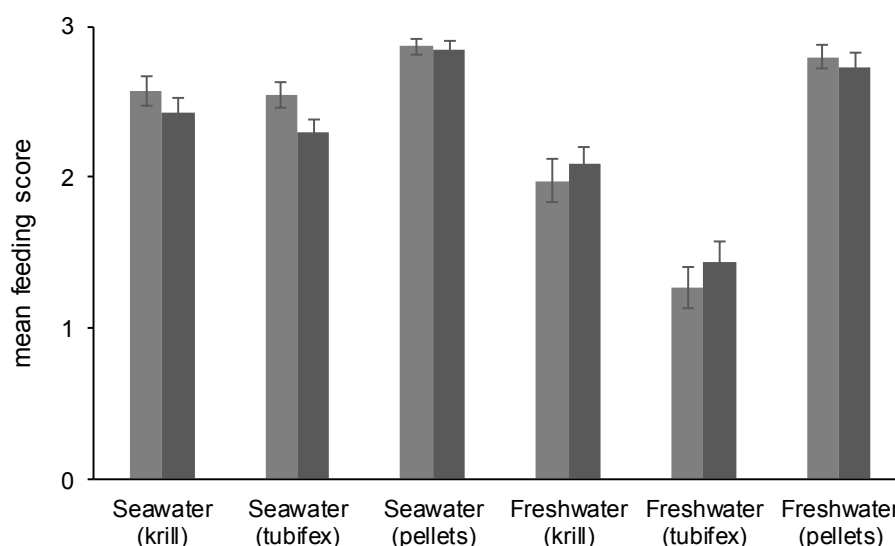 3
2
1
0
mean feeding score
Seawater Seawater Seawater Freshwater Freshwater Freshwater
(krill) (tubifex) (pellets) (krill) (tubifex) (pellets)